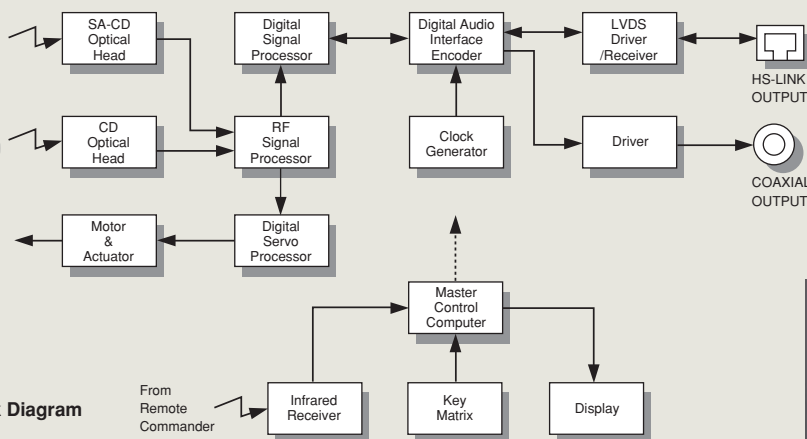 SA-CD
Optical
Head
Digital
Signal
Processor
Digital Audio
Interface
Encoder
LVDS
Driver
/Receiver
HS-LINK
OUTPUT
CD
Optical
Head
RF
Signal
Processor
Clock
Generator
Driver
COAXIAL
OUTPUT
Motor
&
Actuator
Digital
Servo
Processor
Master
Control
Computer
Diagram
From
Remote
Commander
Infrared
Receiver
Key
Matrix
Display